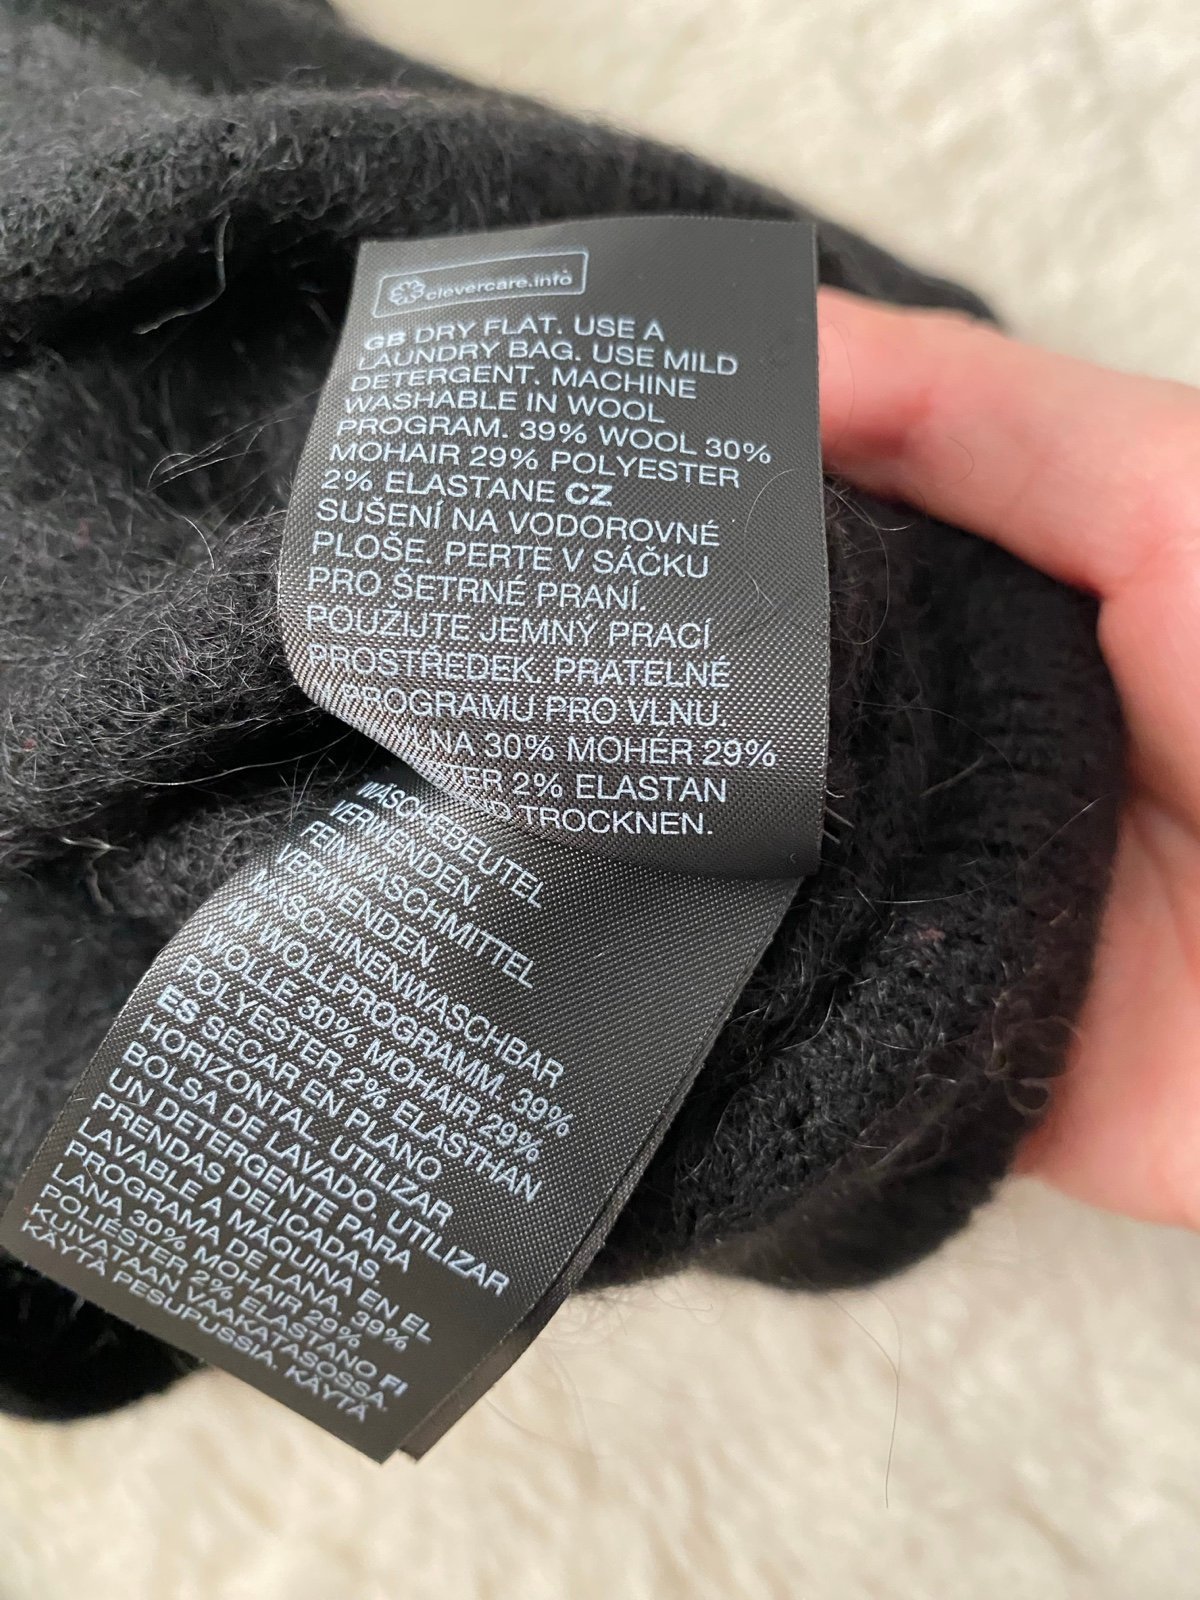 clevercare.info
GB DRY FLAT. USE A
LAUNDRY BAG. USE MILD
DETERGENT. MACHINE
WASHABLE IN WOOL
PROGRAM. 39% WOOL 30%
MOHAIR 29% POLYESTER
2% ELASTANE CZ
SUŠENÍ NA VODOROVNÉ
PLOŠE. PERTE V SÁČKU
PRO ŠETRNÉ PRANÍ.
POUŽIJTE JEMNÝ PRACÍ
PROSTŘEDEK. PRATELNÉ
PROGRAMU PRO VLNU.
30% MOHÉR 29%
2% ELASTAN
TROCKNEN.
WÄSCHEBEUTEL
VERWENDEN.
FEINWASCHMITTEL
VERWENDEN.
MASCHINENWASCHBAR
IM WOLLPROGRAMM. 39%
WOLLE 30% MOHAIR 29%
POLYESTER 2% ELASTHAN
ES SECAR EN PLANO
HORIZONTAL. UTILIZAR
BOLSA DE LAVADO. UTILIZAR
UN DETERGENTE PARA
PRENDAS DELICADAS.
LAVABLE A MÁQUINA EN EL
PROGRAMA DE LANA. 39%
LANA 30% MOHAIR 29%
POLIÉSTER 2% ELASTANO FI
KUIVATAAN VAAKATASOSSA.
KÄYTÄ PESUPUSSIA. KÄYTÄ